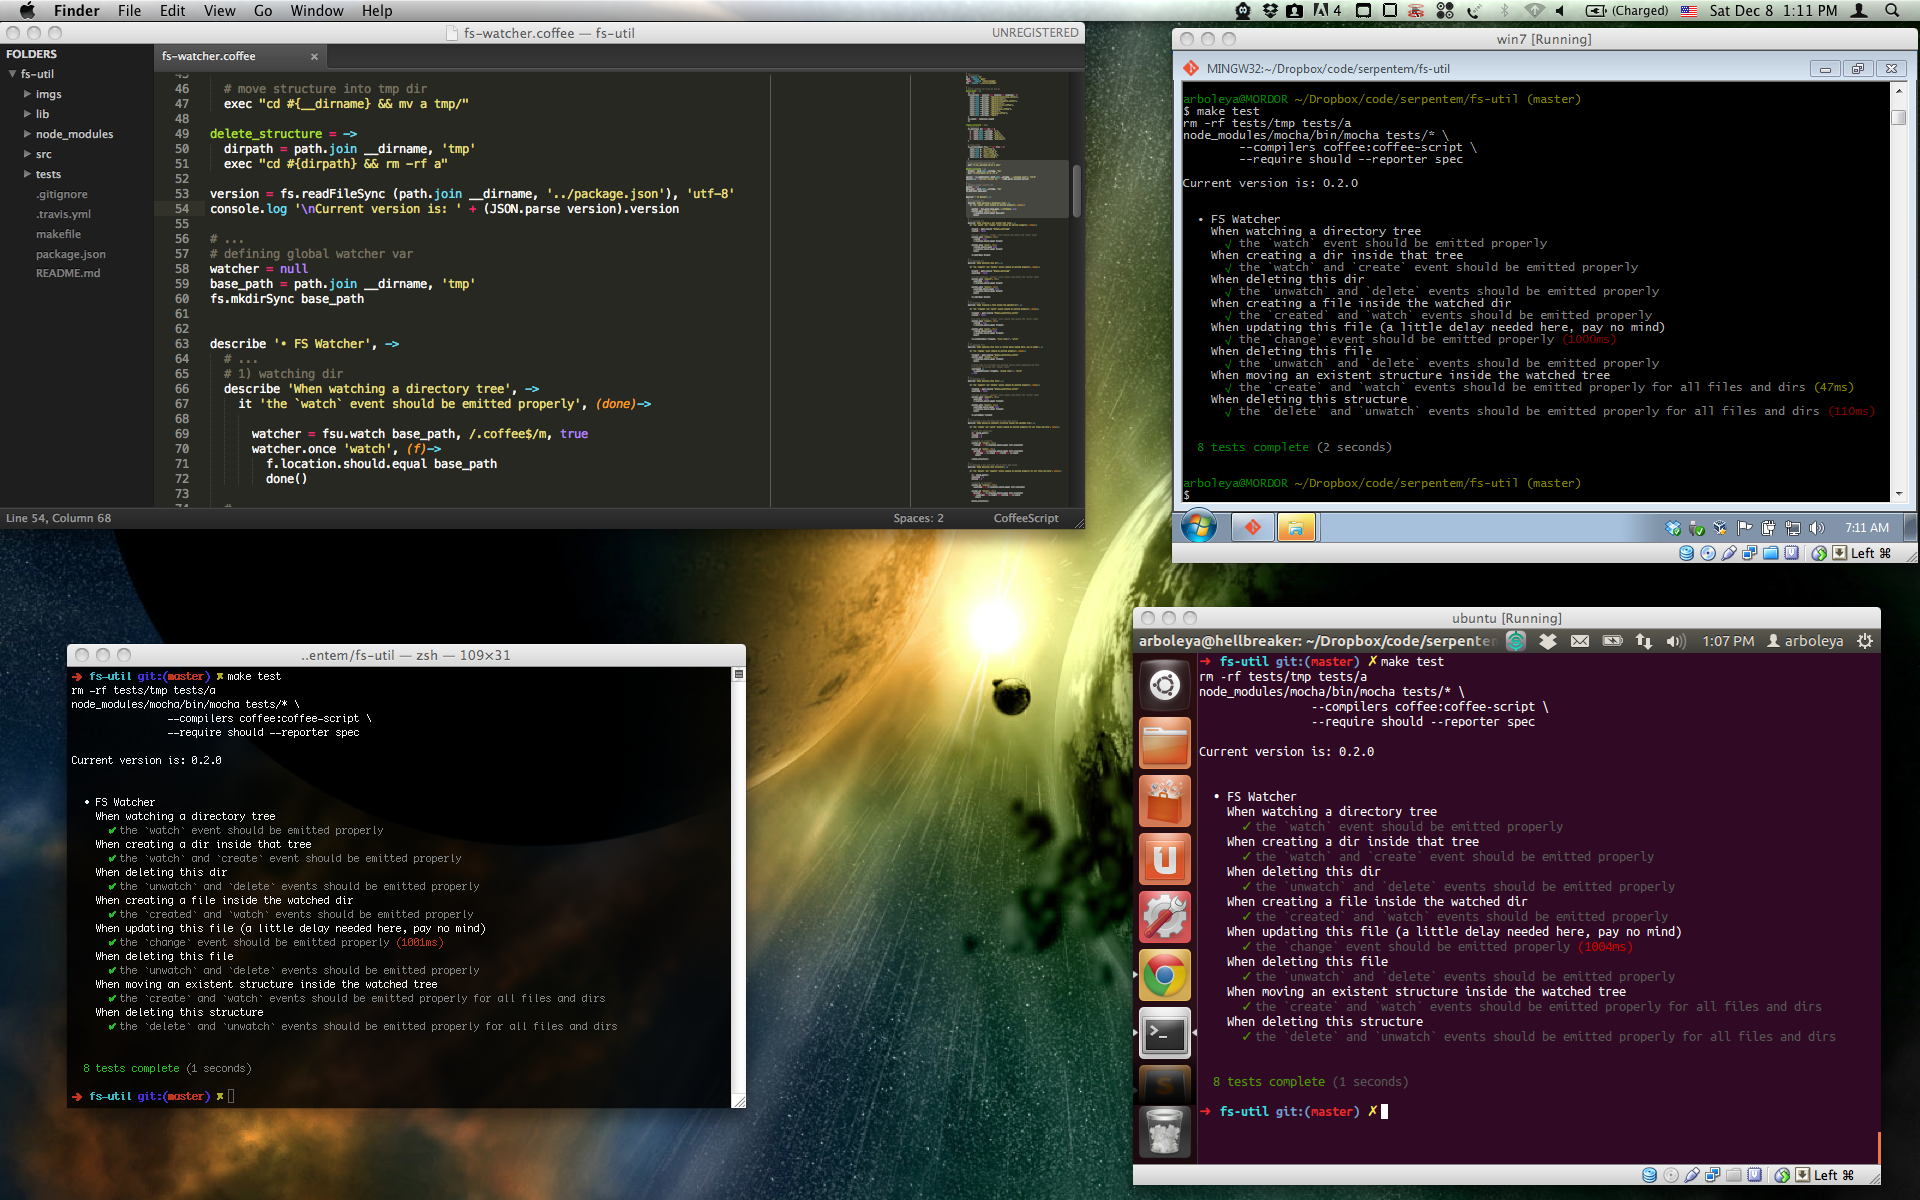 Finder File Edit View Go Window Help
4 (Charged) Sat Dec 8 1:11 PM
fs-watcher.coffee — fs-util
UNREGISTERED
FOLDERS
fs-util
imgs
lib
node_modules
src
tests
.gitignore
.travis.yml
makefile
package.json
README.md
fs-watcher.coffee ×
45
46 # move structure into tmp dir
47 exec "cd #{__dirname} && mv a tmp/"
48
49 delete_structure = ->
50 dirpath = path.join __dirname, 'tmp'
51 exec "cd #{dirpath} && rm -rf a"
52
53 version = fs.readFileSync (path.join __dirname, '../package.json'), 'utf-8'
54 console.log '\nCurrent version is: ' + (JSON.parse version).version
55
56 # ...
57 # defining global watcher var
58 watcher = null
59 base_path = path.join __dirname, 'tmp'
60 fs.mkdirSync base_path
61
62
63 describe '• FS Watcher', ->
64 # ...
65 # 1) watching dir
66 describe 'When watching a directory tree', ->
67 it 'the `watch` event should be emitted properly', (done)->
68
69 watcher = fsu.watch base_path, /.coffee$/m, true
70 watcher.once 'watch', (f)->
71 f.location.should.equal base_path
72 done()
73
74 #
Line 54, Column 68
Spaces: 2
CoffeeScript
win7 [Running]
MINGW32:~/Dropbox/code/serpentem/fs-util
arboleya@MORDOR ~/Dropbox/code/serpentem/fs-util (master)
$ make test
rm -rf tests/tmp tests/a
node_modules/mocha/bin/mocha tests/* \
--compilers coffee:coffee-script \
--require should --reporter spec
Current version is: 0.2.0
• FS Watcher
When watching a directory tree
√ the `watch` event should be emitted properly
When creating a dir inside that tree
√ the `watch` and `create` event should be emitted properly
When deleting this dir
√ the `unwatch` and `delete` events should be emitted properly
When creating a file inside the watched dir
√ the `created` and `watch` events should be emitted properly
When updating this file (a little delay needed here, pay no mind)
√ the `change` event should be emitted properly (1000ms)
When deleting this file
√ the `unwatch` and `delete` events should be emitted properly
When moving an existent structure inside the watched tree
√ the `create` and `watch` events should be emitted properly for all files and dirs (47ms)
When deleting this structure
√ the `delete` and `unwatch` events should be emitted properly for all files and dirs (110ms)
8 tests complete (2 seconds)
arboleya@MORDOR ~/Dropbox/code/serpentem/fs-util (master)
$
7:11 AM
Left ⌘
..entem/fs-util — zsh — 109×31
➜ fs-util git:(master) ✗ make test
rm -rf tests/tmp tests/a
node_modules/mocha/bin/mocha tests/* \
--compilers coffee:coffee-script \
--require should --reporter spec
Current version is: 0.2.0
• FS Watcher
When watching a directory tree
✔ the `watch` event should be emitted properly
When creating a dir inside that tree
✔ the `watch` and `create` event should be emitted properly
When deleting this dir
✔ the `unwatch` and `delete` events should be emitted properly
When creating a file inside the watched dir
✔ the `created` and `watch` events should be emitted properly
When updating this file (a little delay needed here, pay no mind)
✔ the `change` event should be emitted properly (1001ms)
When deleting this file
✔ the `unwatch` and `delete` events should be emitted properly
When moving an existent structure inside the watched tree
✔ the `create` and `watch` events should be emitted properly for all files and dirs
When deleting this structure
✔ the `delete` and `unwatch` events should be emitted properly for all files and dirs
8 tests complete (1 seconds)
➜ fs-util git:(master) ✗
ubuntu [Running]
arboleya@hellbreaker: ~/Dropbox/code/serpenten 1:07 PM arboleya
➜ fs-util git:(master) ✗ make test
rm -rf tests/tmp tests/a
node_modules/mocha/bin/mocha tests/* \
--compilers coffee:coffee-script \
--require should --reporter spec
Current version is: 0.2.0
• FS Watcher
When watching a directory tree
✓ the `watch` event should be emitted properly
When creating a dir inside that tree
✓ the `watch` and `create` event should be emitted properly
When deleting this dir
✓ the `unwatch` and `delete` events should be emitted properly
When creating a file inside the watched dir
✓ the `created` and `watch` events should be emitted properly
When updating this file (a little delay needed here, pay no mind)
✓ the `change` event should be emitted properly (1004ms)
When deleting this file
✓ the `unwatch` and `delete` events should be emitted properly
When moving an existent structure inside the watched tree
✓ the `create` and `watch` events should be emitted properly for all files and dirs
When deleting this structure
✓ the `delete` and `unwatch` events should be emitted properly for all files and dirs
8 tests complete (1 seconds)
➜ fs-util git:(master) ✗
Left ⌘